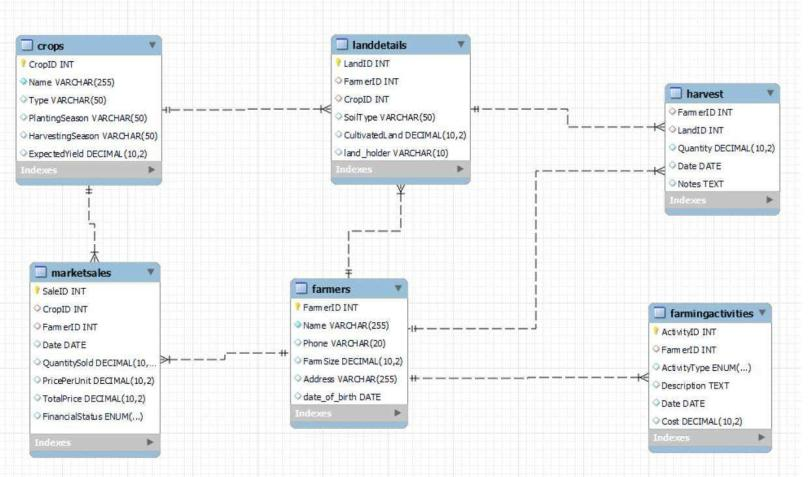 crops
CropID INT
Name VARCHAR(255)
Type VARCHAR(50)
PlantingSeason VARCHAR(50)
HarvestingSeason VARCHAR(50)
ExpectedYield DECIMAL(10,2)
Indexes
landdetails
LandID INT
FarmerID INT
CropID INT
SoilType VARCHAR(50)
CultivatedLand DECIMAL(10,2)
land_holder VARCHAR(10)
Indexes
harvest
FarmerID INT
LandID INT
Quantity DECIMAL(10,2)
Date DATE
Notes TEXT
Indexes
marketsales
SaleID INT
CropID INT
FarmerID INT
Date DATE
QuantitySold DECIMAL(10,...
PricePerUnit DECIMAL(10,2)
TotalPrice DECIMAL(10,2)
FinancialStatus ENUM(...)
Indexes
farmers
FarmerID INT
Name VARCHAR(255)
Phone VARCHAR(20)
FarmSize DECIMAL(10,2)
Address VARCHAR(255)
date_of_birth DATE
Indexes
farmingactivities
ActivityID INT
FarmerID INT
ActivityType ENUM(...)
Description TEXT
Date DATE
Cost DECIMAL(10,2)
Indexes